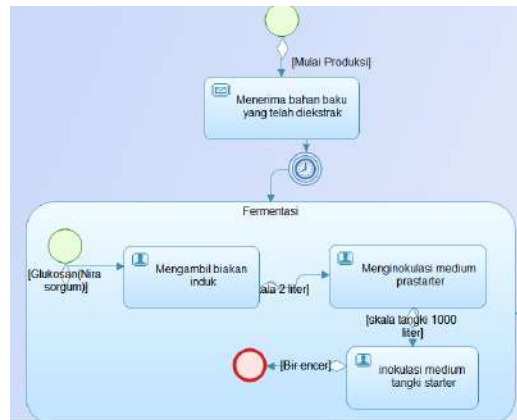 [Mulai Produksi]
Menerima bahan baku
yang telah diekstrak
Fermentasi
[Glukosan(Nira
sorgum)]
Mengambil biakan
induk
ala 2 liter]
Menginokulasi medium
prastarter
[skala tangki 1000
liter]
[Bir encer]
inokulasi medium
tangki starter